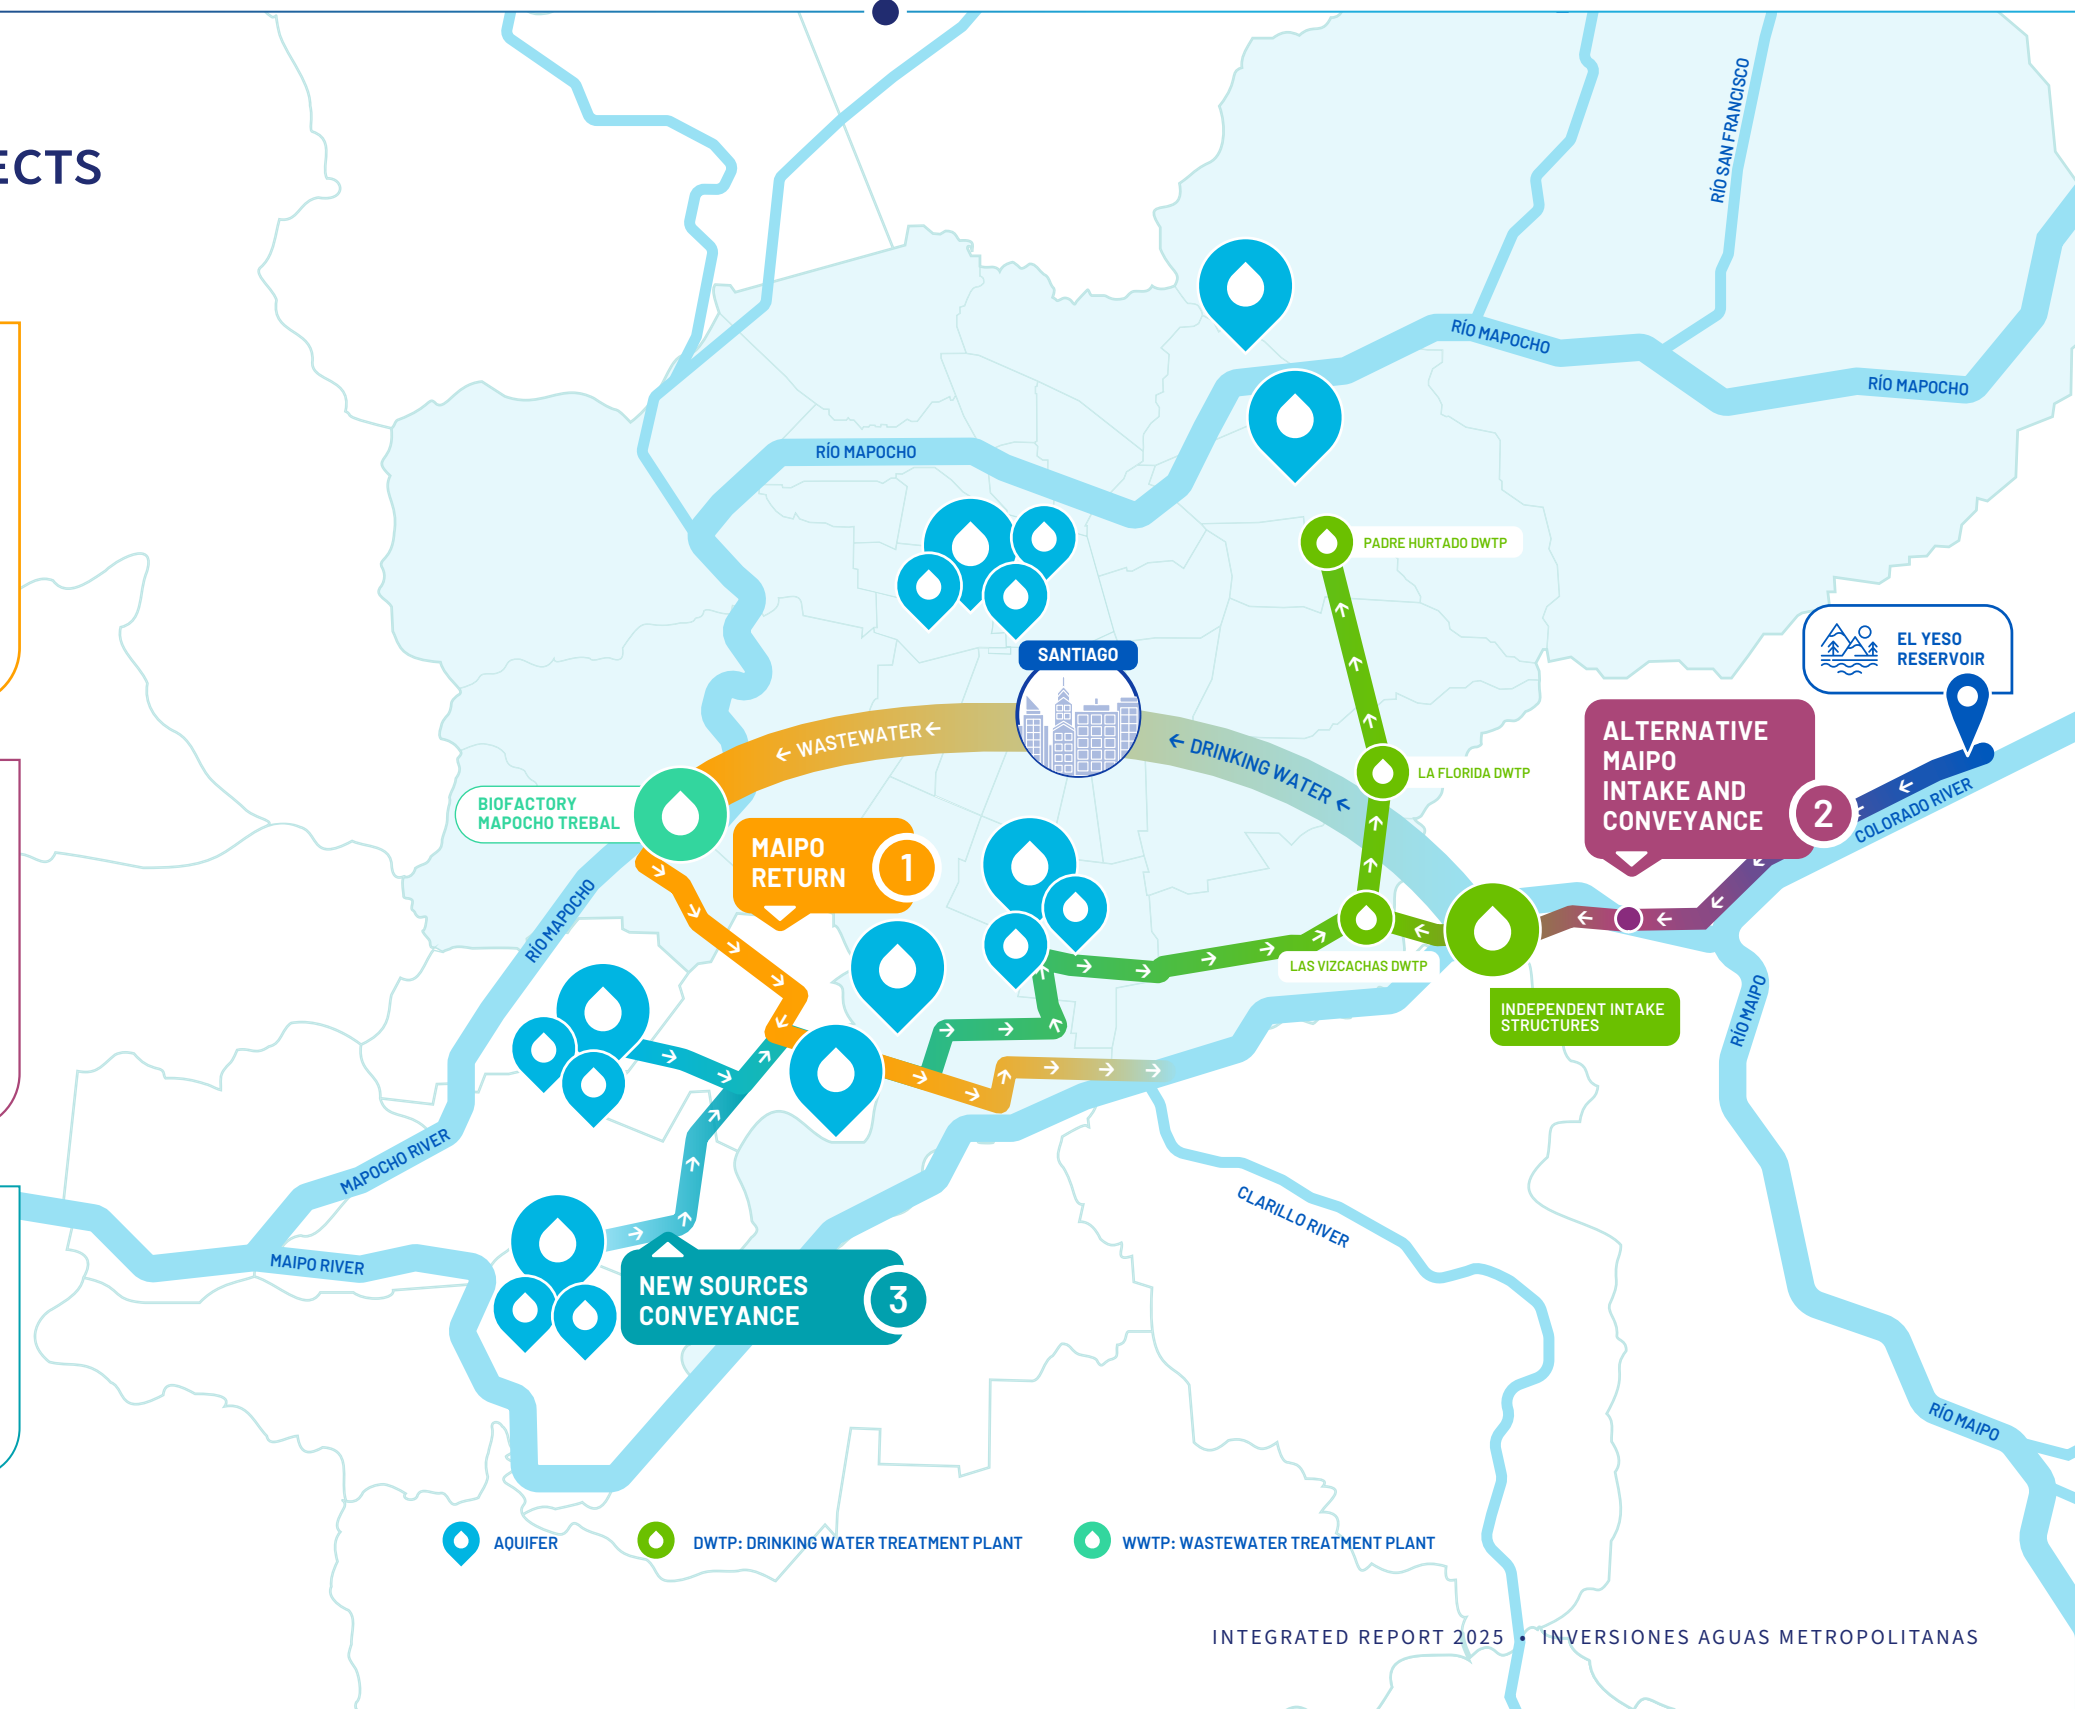 ECTS
RÍO SAN FRANCISCO
RÍO MAPOCHO
RÍO MAPOCHO
RÍO MAPOCHO
PADRE HURTADO DWTP
EL YESO
RESERVOIR
SANTIAGO
← WASTEWATER ←
← DRINKING WATER ←
LA FLORIDA DWTP
ALTERNATIVE
MAIPO
INTAKE AND
CONVEYANCE
2
COLORADO RIVER
BIOFACTORY
MAPOCHO TREBAL
MAIPO
RETURN
1
RÍO MAPOCHO
LAS VIZCACHAS DWTP
INDEPENDENT INTAKE
STRUCTURES
RÍO MAIPO
MAPOCHO RIVER
CLARILLO RIVER
MAIPO RIVER
NEW SOURCES
CONVEYANCE
3
RÍO MAIPO
AQUIFER
DWTP: DRINKING WATER TREATMENT PLANT
WWTP: WASTEWATER TREATMENT PLANT
INTEGRATED REPORT 2025 • INVERSIONES AGUAS METROPOLITANAS